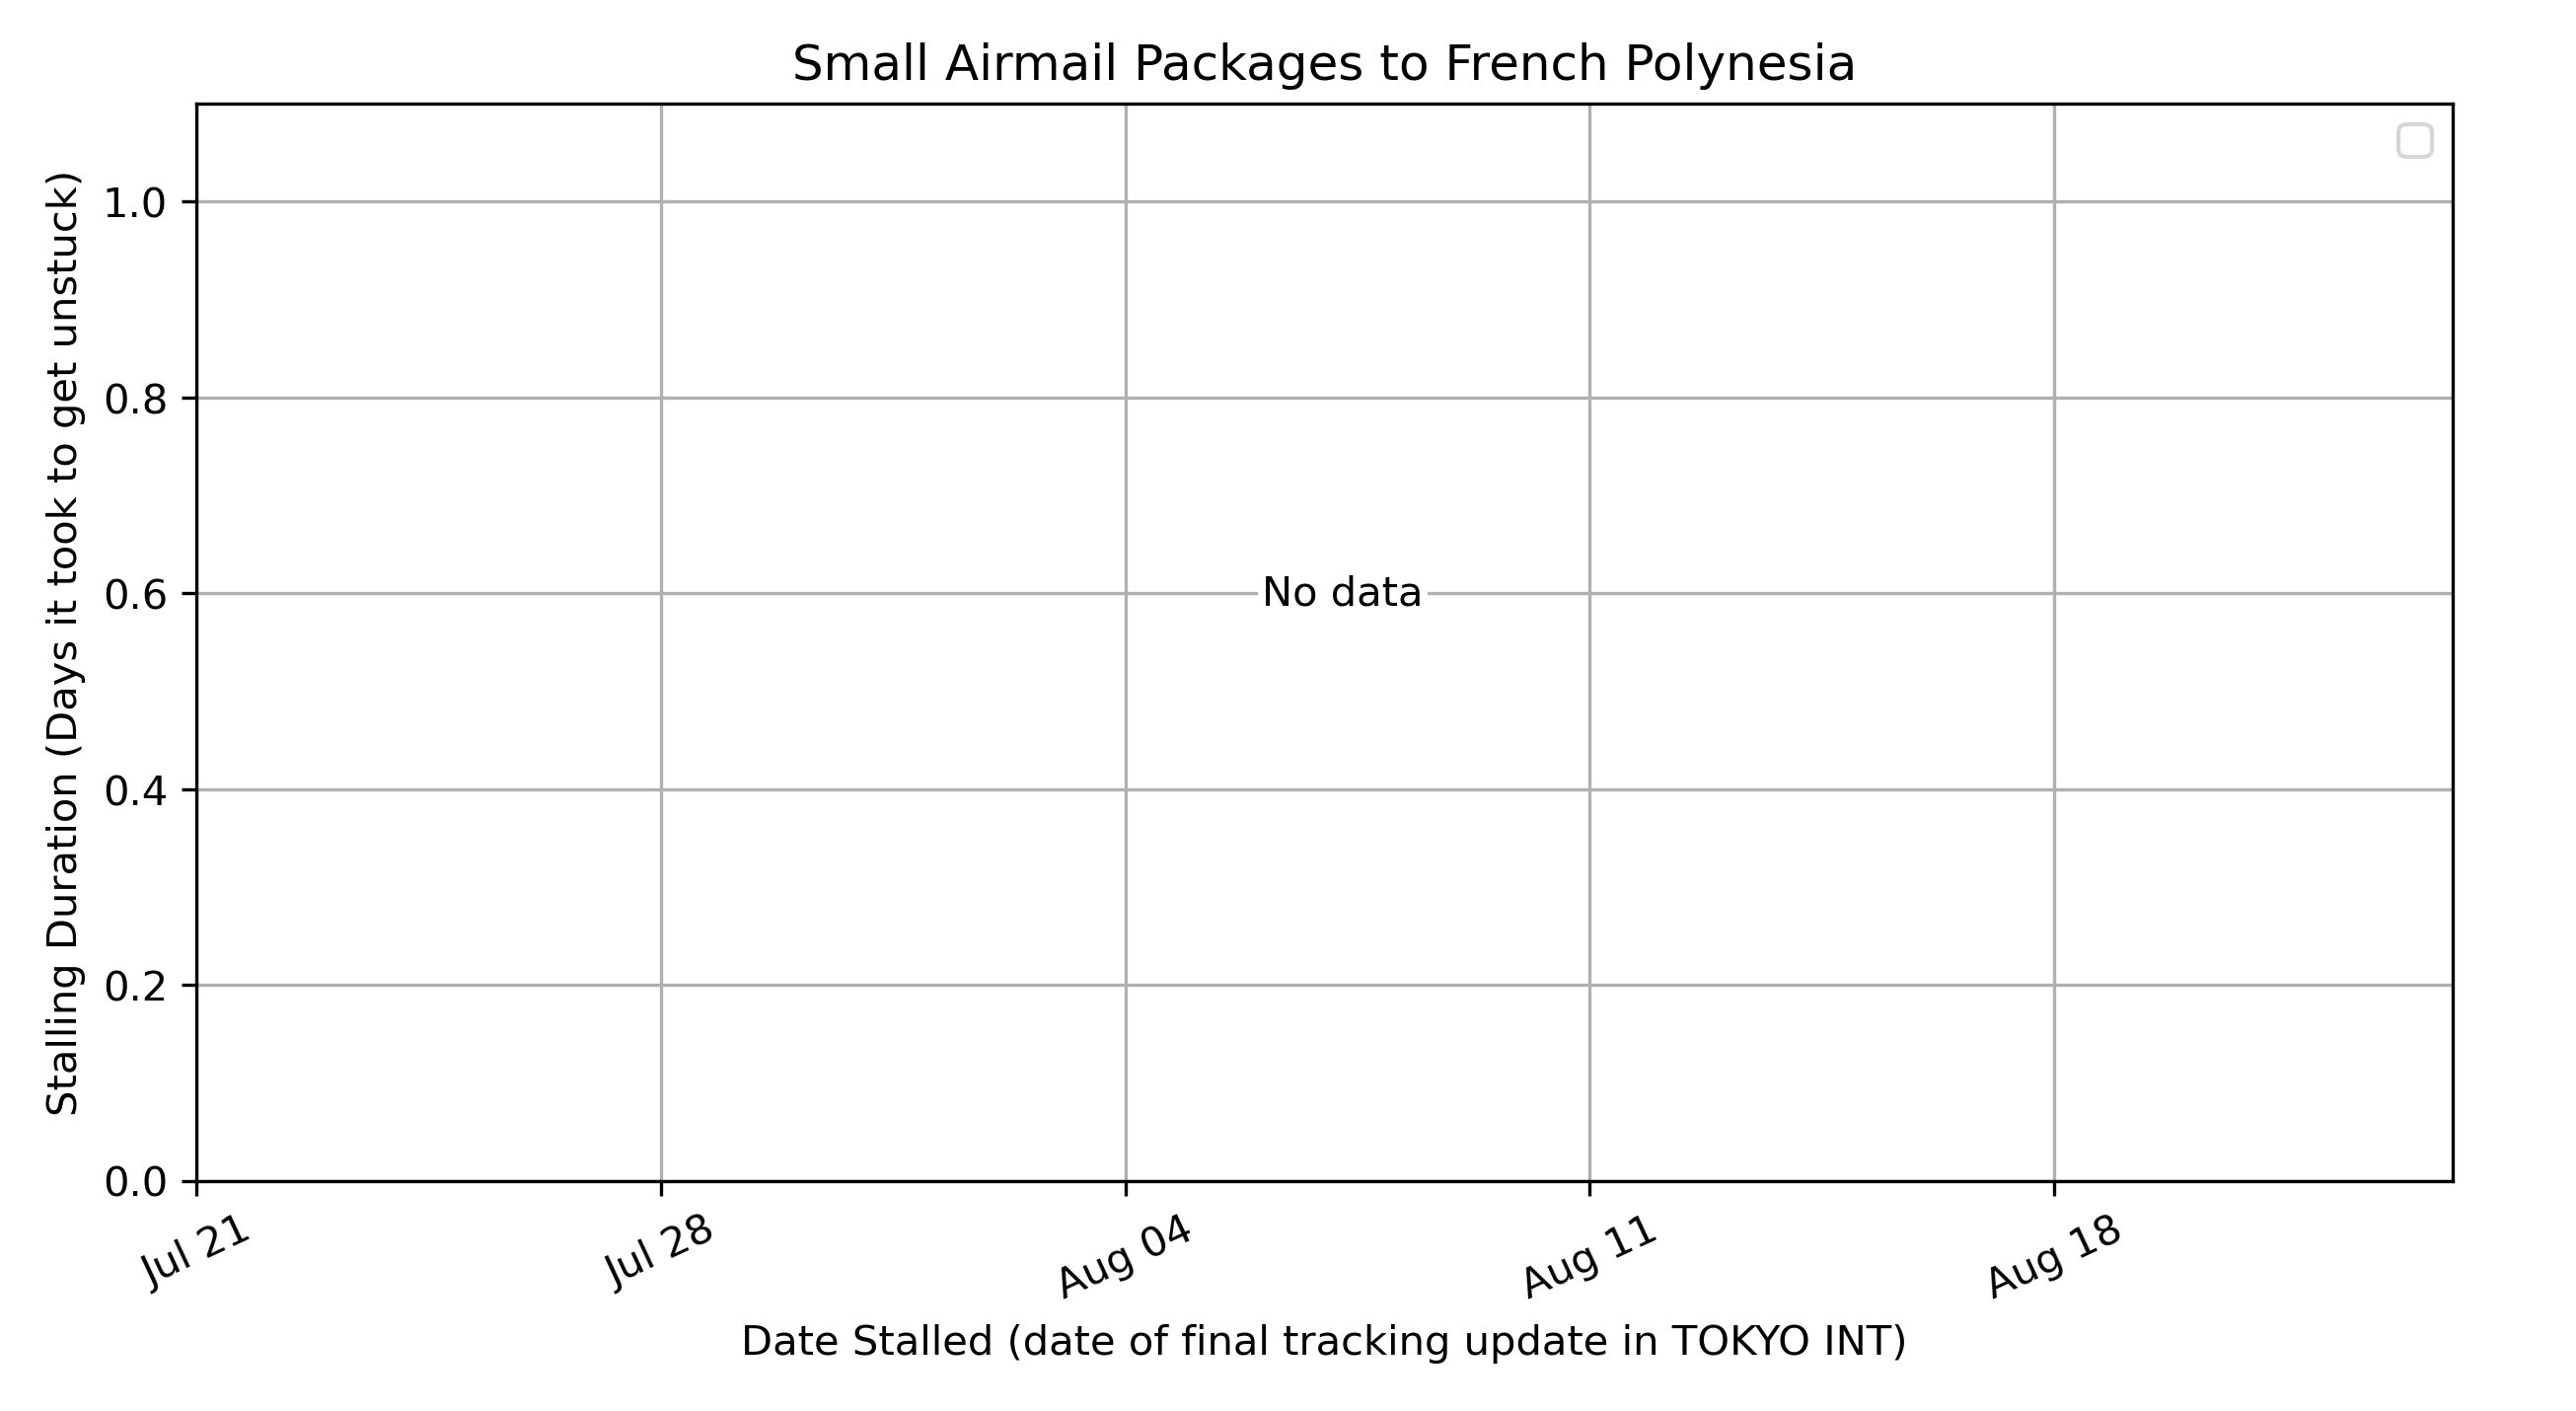 Small Airmail Packages to French Polynesia
Stalling Duration (Days it took to get unstuck)
1.0
0.8
0.6
0.4
0.2
0.0
No data
Jul 21
Jul 28
Aug 04
Aug 11
Aug 18
Date Stalled (date of final tracking update in TOKYO INT)